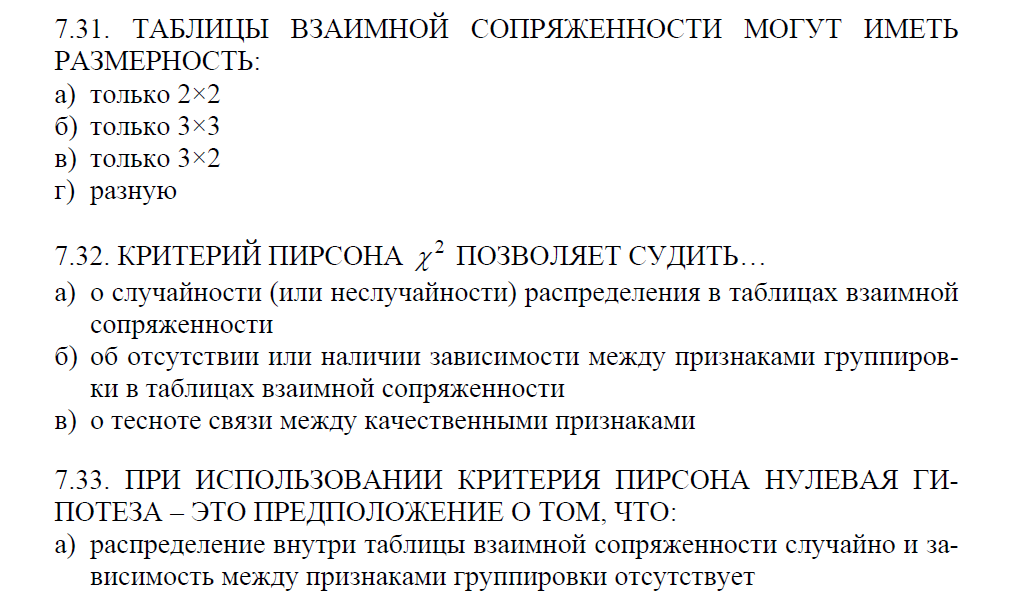 7.31. ТАБЛИЦЫ ВЗАИМНОЙ СОПРЯЖЕННОСТИ МОГУТ ИМЕТЬ
РАЗМЕРНОСТЬ:
а) только 2×2
б) только 3×3
в) только 3×2
г) разную
7.32. КРИТЕРИЙ ПИРСОНА χ² ПОЗВОЛЯЕТ СУДИТЬ…
а) о случайности (или неслучайности) распределения в таблицах взаимной
сопряженности
б) об отсутствии или наличии зависимости между признаками группиров-
ки в таблицах взаимной сопряженности
в) о тесноте связи между качественными признаками
7.33. ПРИ ИСПОЛЬЗОВАНИИ КРИТЕРИЯ ПИРСОНА НУЛЕВАЯ ГИ-
ПОТЕЗА – ЭТО ПРЕДПОЛОЖЕНИЕ О ТОМ, ЧТО:
а) распределение внутри таблицы взаимной сопряженности случайно и за-
висимость между признаками группировки отсутствует